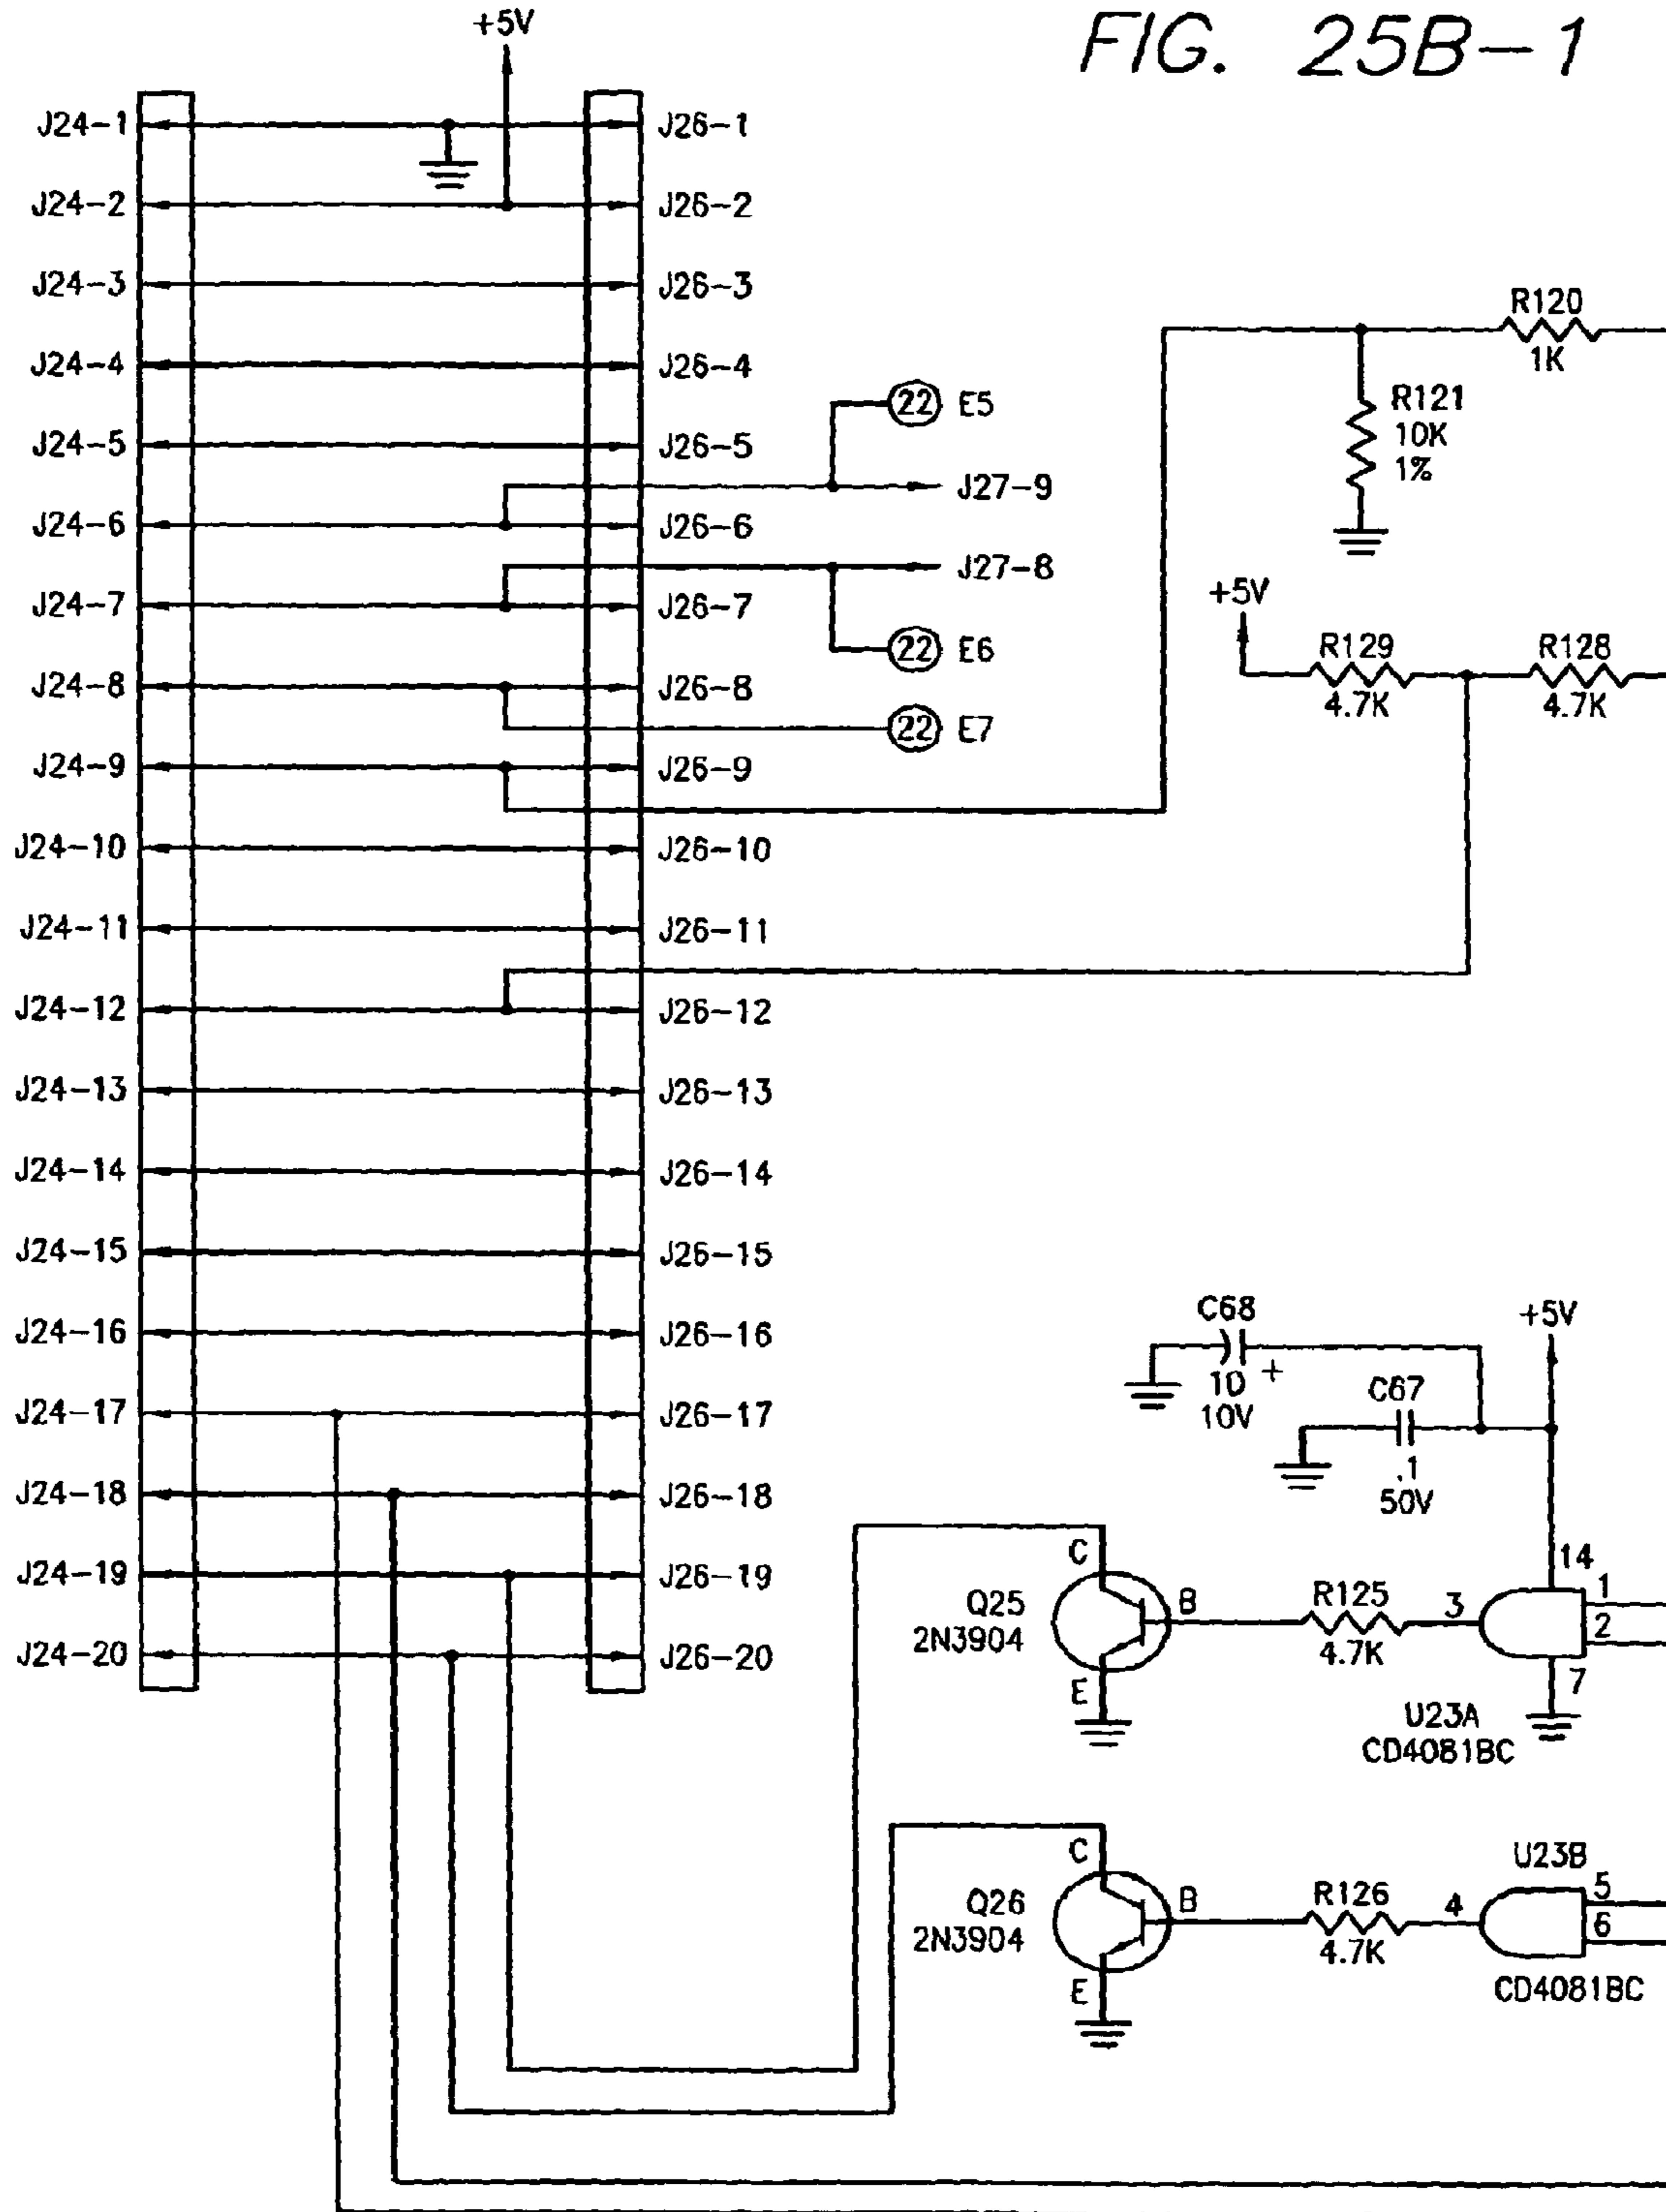 FIG. 25B-1
+5V
J24-1 J26-1
J24-2 J26-2
J24-3 J26-3
J24-4 J26-4
J24-5 J26-5
J24-6 J26-6
J24-7 J26-7
J24-8 J26-8
J24-9 J26-9
J24-10 J26-10
J24-11 J26-11
J24-12 J26-12
J24-13 J26-13
J24-14 J26-14
J24-15 J26-15
J24-16 J26-16
J24-17 J26-17
J24-18 J26-18
J24-19 J26-19
J24-20 J26-20
22 E5
J27-9
J27-8
22 E6
22 E7
R120
1K
R121
10K
1%
+5V
R129
4.7K
R128
4.7K
C68
+
10
10V
C67
.1
50V
+5V
14
1
2
3
7
U23A
CD4081BC
R125
4.7K
Q25
2N3904
C
B
E
U23B
5
6
4
CD4081BC
R126
4.7K
Q26
2N3904
C
B
E